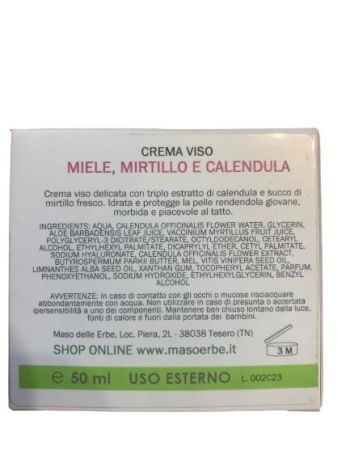 CREMA VISO
MIELE, MIRTILLO E CALENDULA
Crema viso delicata con triplo estratto di calendula e succo di
mirtillo fresco. Idrata e protegge la pelle rendendola giovane,
morbida e piacevole al tatto.
INGREDIENTS: AQUA, CALENDULA OFFICINALIS FLOWER WATER, GLYCERIN,
ALOE BARBADENSIS LEAF JUICE, VACCINIUM MYRTILLUS FRUIT JUICE,
POLYGLYCERYL-3 DICITRATE/STEARATE, OCTYLDODECANOL, CETEARYL
ALCOHOL, ETHYLHEXYL PALMITATE, DICAPRYLYL ETHER, CETYL PALMITATE,
SODIUM HYALURONATE, CALENDULA OFFICINALIS FLOWER EXTRACT,
BUTYROSPERMUM PARKII BUTTER, MEL, VITIS VINIFERA SEED OIL,
LIMNANTHES ALBA SEED OIL, XANTHAN GUM, TOCOPHERYL ACETATE, PARFUM,
PHENOXYETHANOL, SODIUM HYDROXIDE, ETHYLHEXYLGLYCERIN, BENZYL
ALCOHOL
AVVERTENZE: In caso di contatto con gli occhi o mucose risciacquare
abbondantemente con acqua. Non utilizzare in caso di presunta o accertata
ipersensibilità a uno dei componenti. Mantenere ben chiuso lontano dalla luce,
fonti di calore e fuori dalla portata dei bambini.
Maso delle Erbe, Loc. Piera, 2L - 38038 Tesero (TN)
SHOP ONLINE www.masoerbe.it
3 M
e 50 ml USO ESTERNO L. 002C23